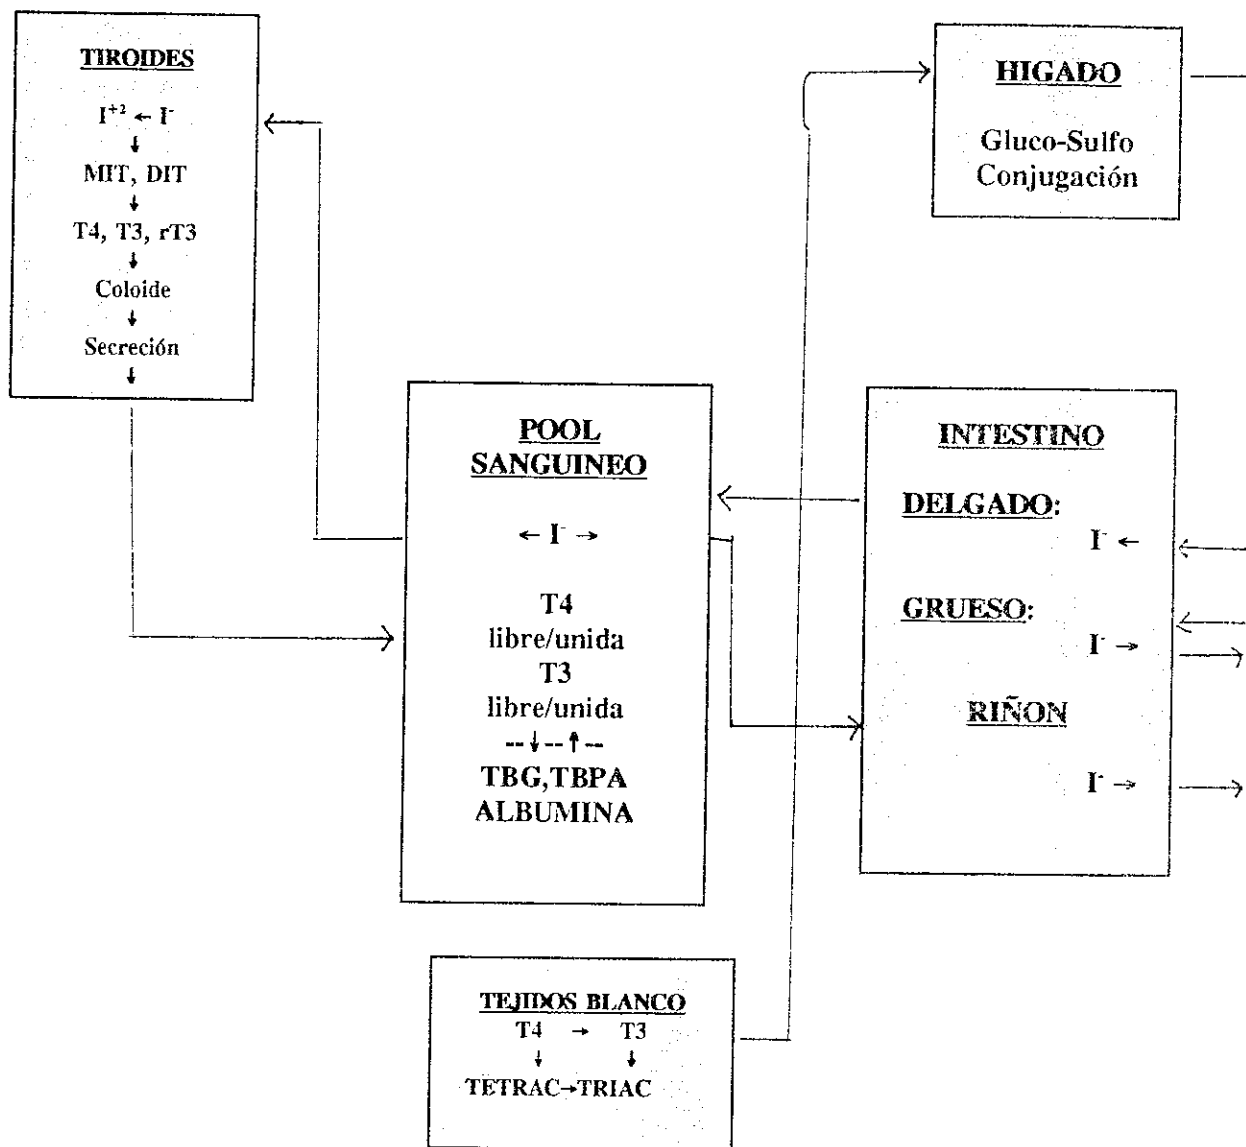 TIROIDES
I+2 ← I-
↓
MIT, DIT
↓
T4, T3, rT3
↓
Coloide
↓
Secreción
↓
HIGADO
Gluco-Sulfo
Conjugación
POOL
SANGUINEO
← I- →
T4
libre/unida
T3
libre/unida
--↓--↑--
TBG,TBPA
ALBUMINA
INTESTINO
DELGADO:
I- ←
GRUESO:
I- →
RIÑON
I- →
TEJIDOS BLANCO
T4 → T3
↓ ↓
TETRAC→TRIAC